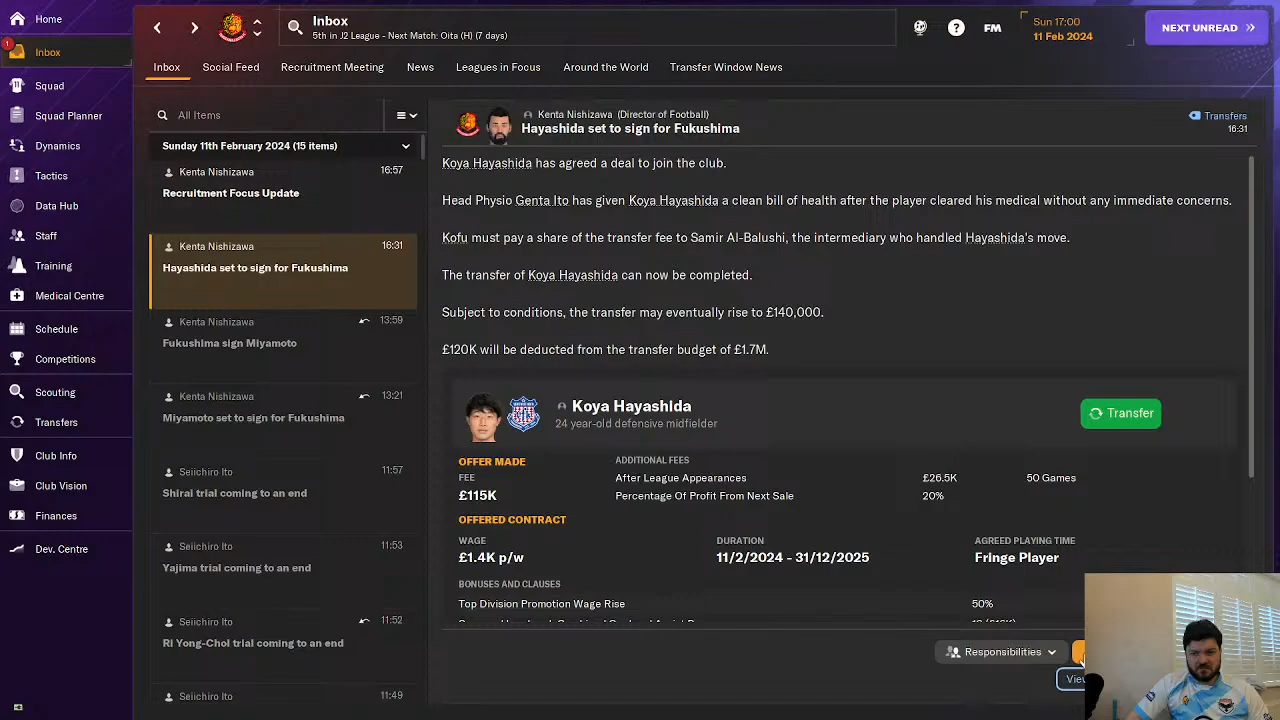 Home
1
Inbox
Squad
Squad Planner
Dynamics
Tactics
Data Hub
Staff
Training
Medical Centre
Schedule
Competitions
Scouting
Transfers
Club Info
Club Vision
Finances
Dev. Centre
Inbox
5th in J2 League - Next Match: Oita (H) (7 days)
?
FM
Sun 17:00
11 Feb 2024
NEXT UNREAD
Inbox
Social Feed
Recruitment Meeting
News
Leagues in Focus
Around the World
Transfer Window News
All Items
Sunday 11th February 2024 (15 items)
Kenta Nishizawa 16:57
Recruitment Focus Update
Kenta Nishizawa 16:31
Hayashida set to sign for Fukushima
Kenta Nishizawa 13:59
Fukushima sign Miyamoto
Kenta Nishizawa 13:21
Miyamoto set to sign for Fukushima
Seiichiro Ito 11:57
Shirai trial coming to an end
Seiichiro Ito 11:53
Yajima trial coming to an end
Seiichiro Ito 11:52
Ri Yong-Chol trial coming to an end
Seiichiro Ito 11:49
Kenta Nishizawa (Director of Football)
Hayashida set to sign for Fukushima
Transfers
16:31
Koya Hayashida has agreed a deal to join the club.
Head Physio Genta Ito has given Koya Hayashida a clean bill of health after the player cleared his medical without any immediate concerns.
Kofu must pay a share of the transfer fee to Samir Al-Balushi, the intermediary who handled Hayashida's move.
The transfer of Koya Hayashida can now be completed.
Subject to conditions, the transfer may eventually rise to £140,000.
£120K will be deducted from the transfer budget of £1.7M.
Koya Hayashida
24 year-old defensive midfielder
Transfer
OFFER MADE
FEE
£115K
ADDITIONAL FEES
After League Appearances £26.5K 50 Games
Percentage Of Profit From Next Sale 20%
OFFERED CONTRACT
WAGE
£1.4K p/w
DURATION
11/2/2024 - 31/12/2025
AGREED PLAYING TIME
Fringe Player
BONUSES AND CLAUSES
Top Division Promotion Wage Rise 50%
Responsibilities